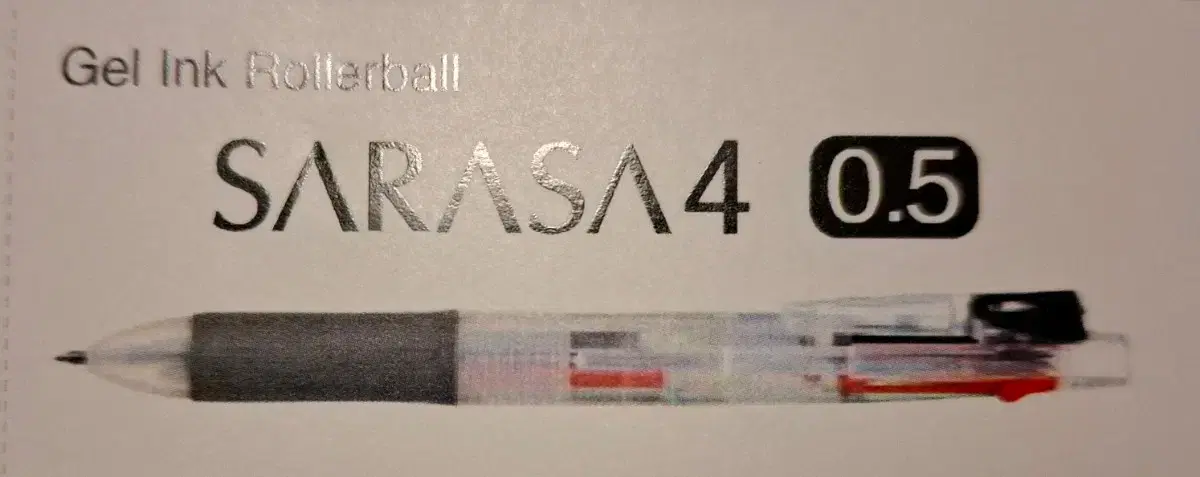 Gel Ink Rollerball
SARASA4 0.5